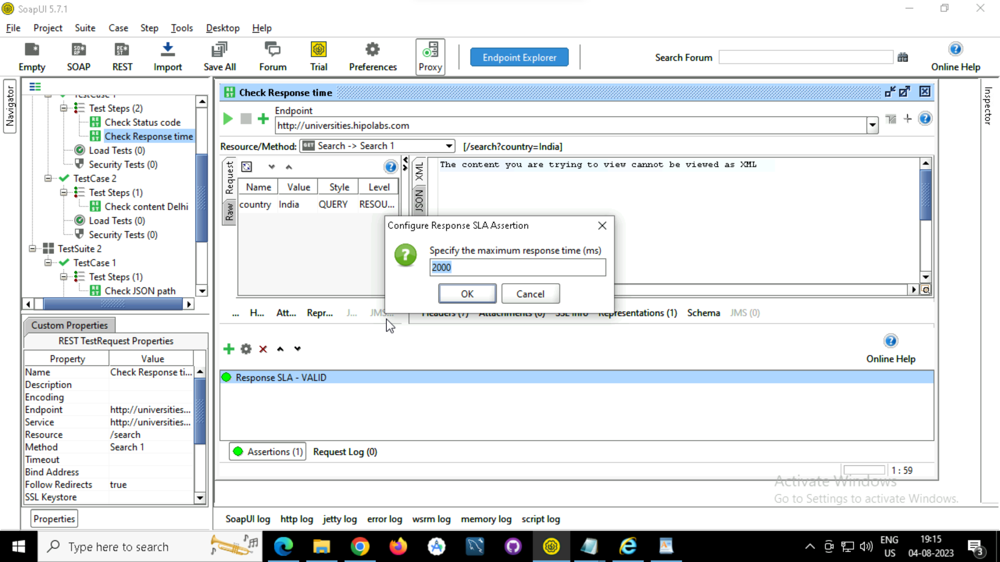 SoapUI 5.7.1
File Project Suite Case Step Tools Desktop Help
Empty SOAP REST Import Save All Forum Trial Preferences Proxy Endpoint Explorer Search Forum Online Help
Navigator
Inspector
TestCase 1
Test Steps (2)
Check Status code
Check Response time
Load Tests (0)
Security Tests (0)
TestCase 2
Test Steps (1)
Check content Delhi
Load Tests (0)
Security Tests (0)
TestSuite 2
TestCase 1
Test Steps (1)
Check JSON path
Custom Properties
REST TestRequest Properties
Property Value
Name Check Response ti...
Description
Encoding
Endpoint http://universities...
Service http://universities...
Resource /search
Method Search 1
Timeout
Bind Address
Follow Redirects true
SSL Keystore
Properties
Check Response time
Endpoint
http://universities.hipolabs.com
Resource/Method: GET Search -> Search 1 [/search?country=India]
Request
Raw
Name Value Style Level
country India QUERY RESOU...
XML
JSON
The content you are trying to view cannot be viewed as XML
Configure Response SLA Assertion
Specify the maximum response time (ms)
2000
OK Cancel
... H... Att... Repr... J... JMS...
Headers (7) Attachments (0) SSL Info Representations (1) Schema JMS (0)
Online Help
Response SLA - VALID
Assertions (1) Request Log (0)
1 : 59
Activate Windows
Go to Settings to activate Windows.
SoapUI log http log jetty log error log wsrm log memory log script log
Type here to search
ENG
US
19:15
04-08-2023
3